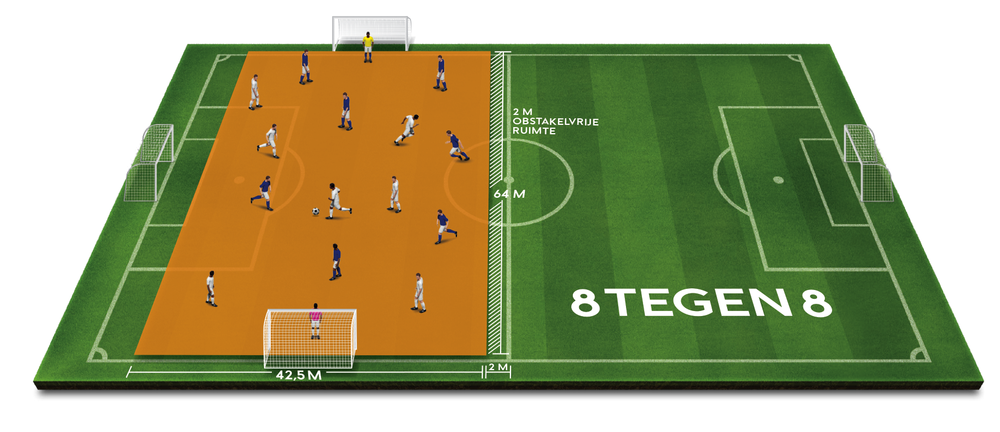 2 M
OBSTAKELVRIJE
RUIMTE
64 M
8 TEGEN 8
2 M
42,5 M